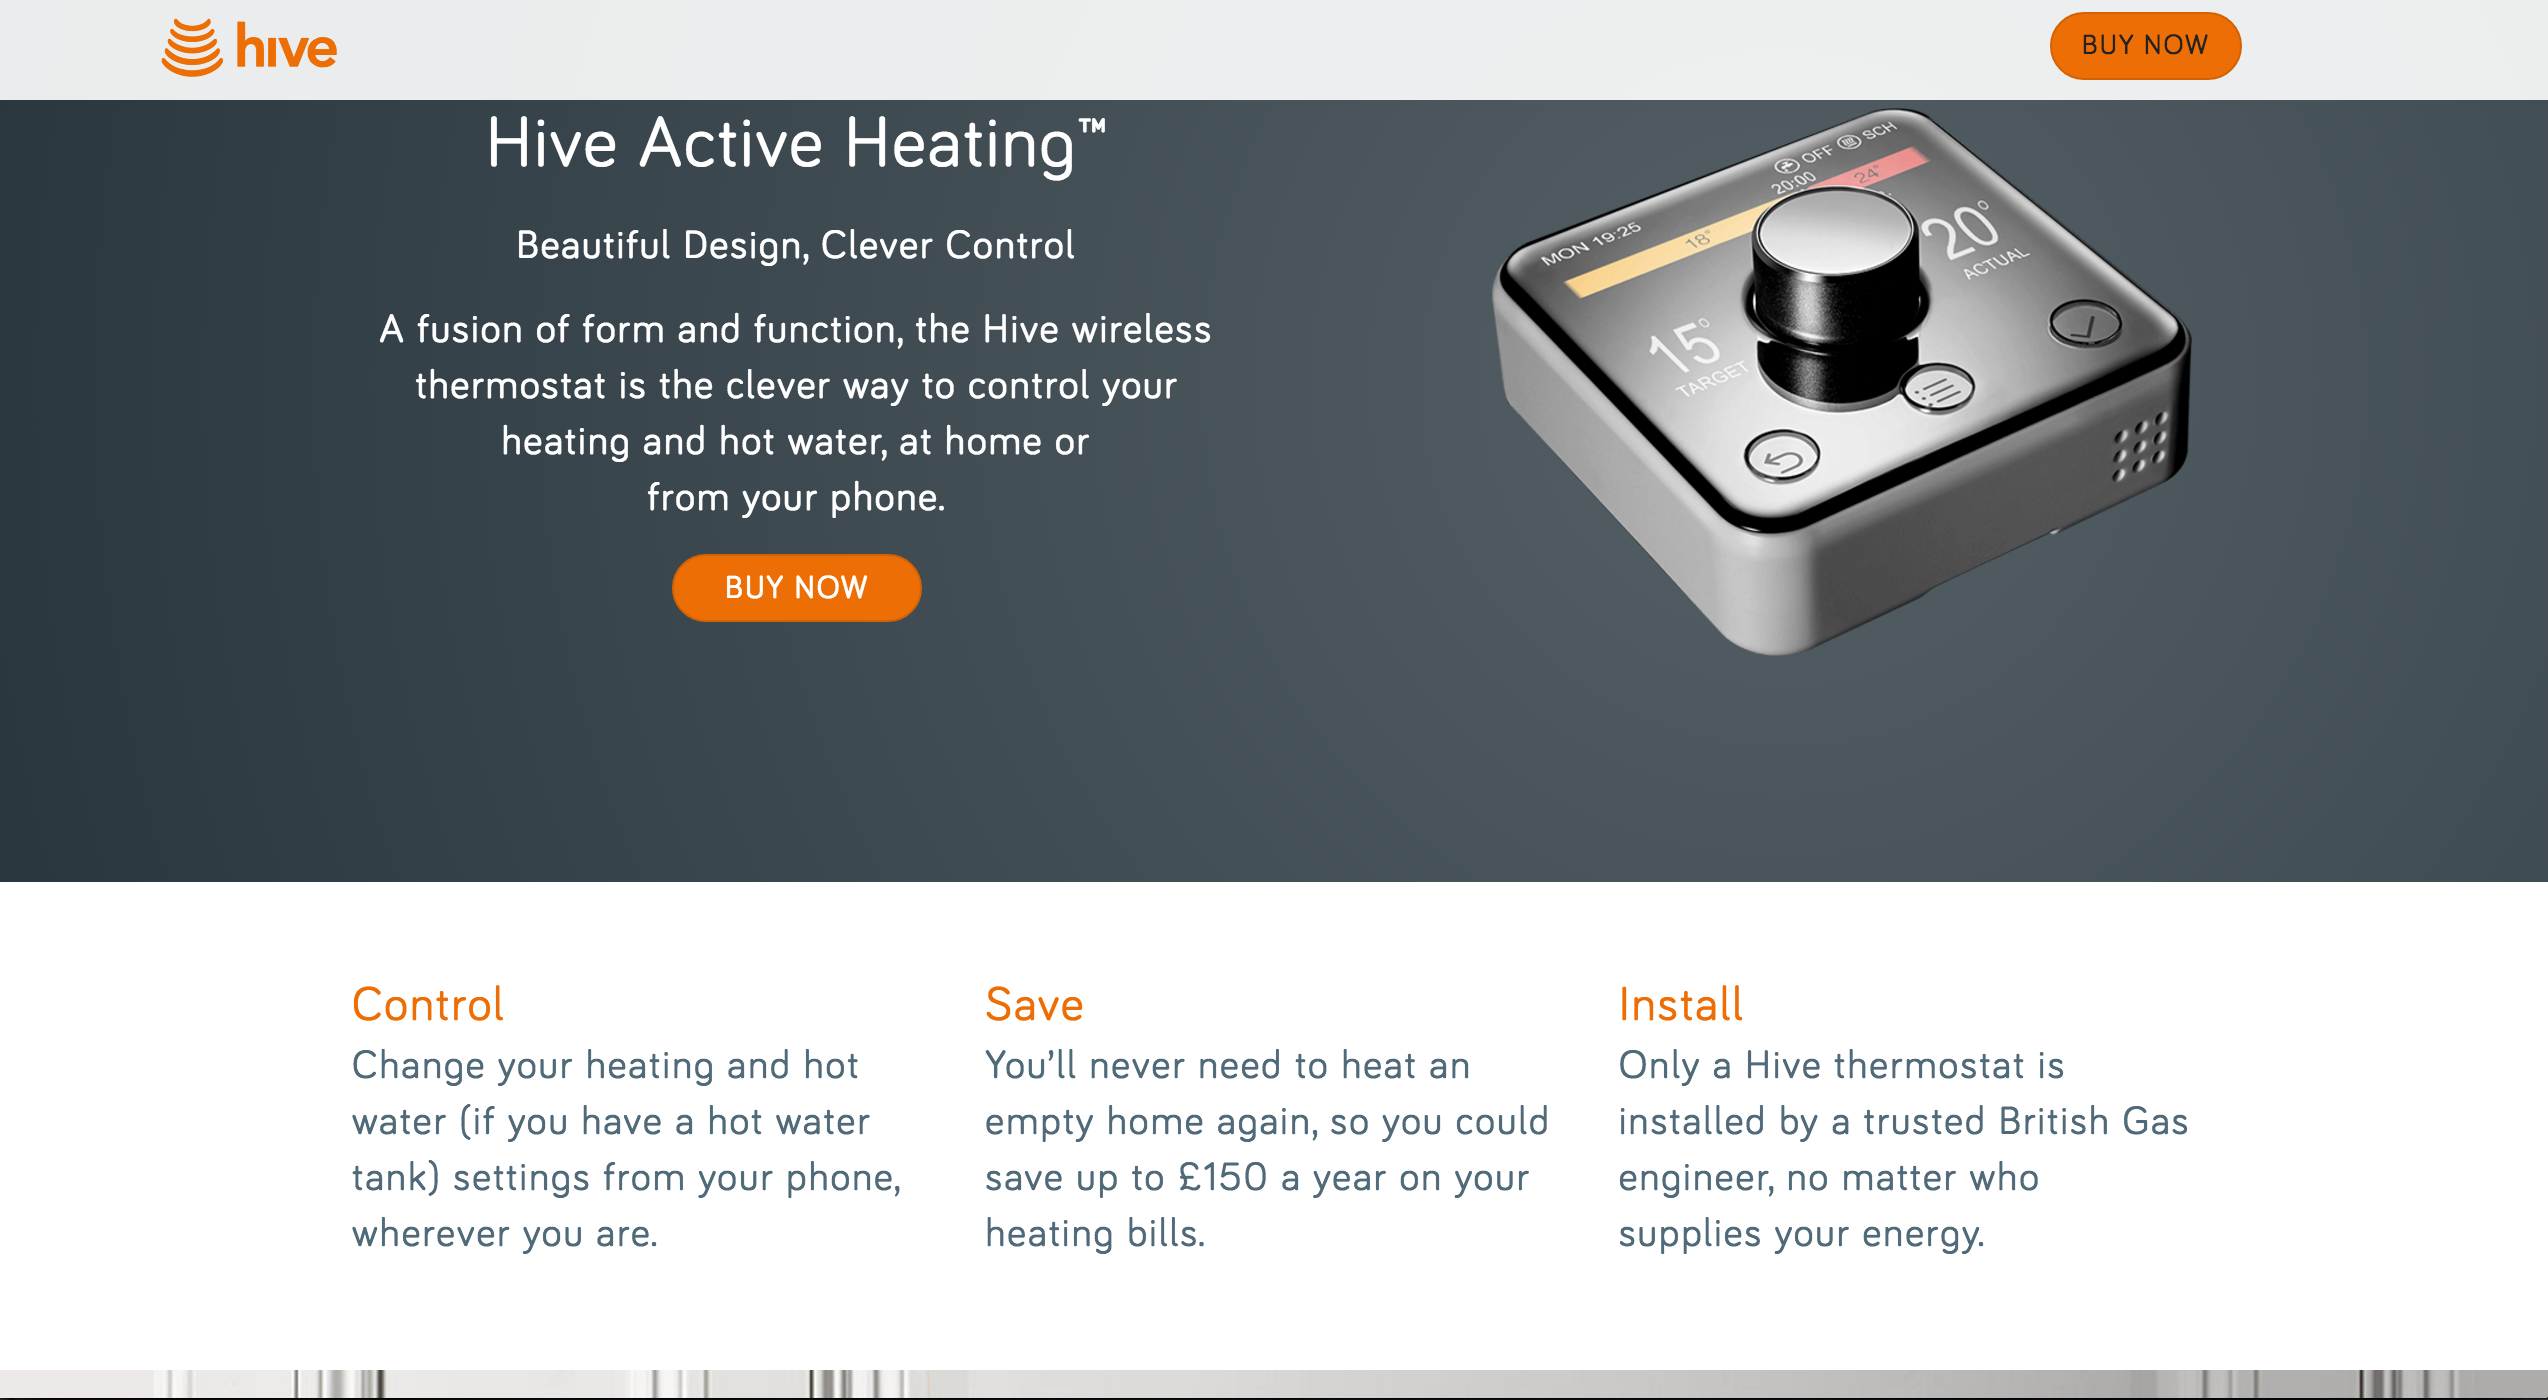 hive
BUY NOW
Hive Active Heating™
Beautiful Design, Clever Control
A fusion of form and function, the Hive wireless
thermostat is the clever way to control your
heating and hot water, at home or
from your phone.
BUY NOW
OFF SCH
20:00
24°
MON 19:25
18°
20°
ACTUAL
15°
TARGET
Control
Change your heating and hot
water (if you have a hot water
tank) settings from your phone,
wherever you are.
Save
You’ll never need to heat an
empty home again, so you could
save up to £150 a year on your
heating bills.
Install
Only a Hive thermostat is
installed by a trusted British Gas
engineer, no matter who
supplies your energy.